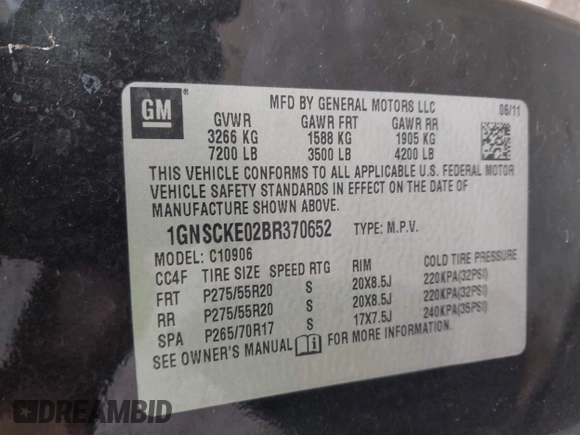 GM
MFD BY GENERAL MOTORS LLC 06/11
GVWR GAWR FRT GAWR RR
3266 KG 1588 KG 1905 KG
7200 LB 3500 LB 4200 LB
THIS VEHICLE CONFORMS TO ALL APPLICABLE U.S. FEDERAL MOTOR
VEHICLE SAFETY STANDARDS IN EFFECT ON THE DATE OF
MANUFACTURE SHOWN ABOVE.
1GNSCKE02BR370652 TYPE: M.P.V.
MODEL: C10906
CC4F TIRE SIZE SPEED RTG RIM COLD TIRE PRESSURE
FRT P275/55R20 S 20X8.5J 220KPA(32PSI)
RR P275/55R20 S 20X8.5J 220KPA(32PSI)
SPA P265/70R17 S 17X7.5J 240KPA(35PSI)
SEE OWNER'S MANUAL FOR MORE INFORMATION.
DREAMBID